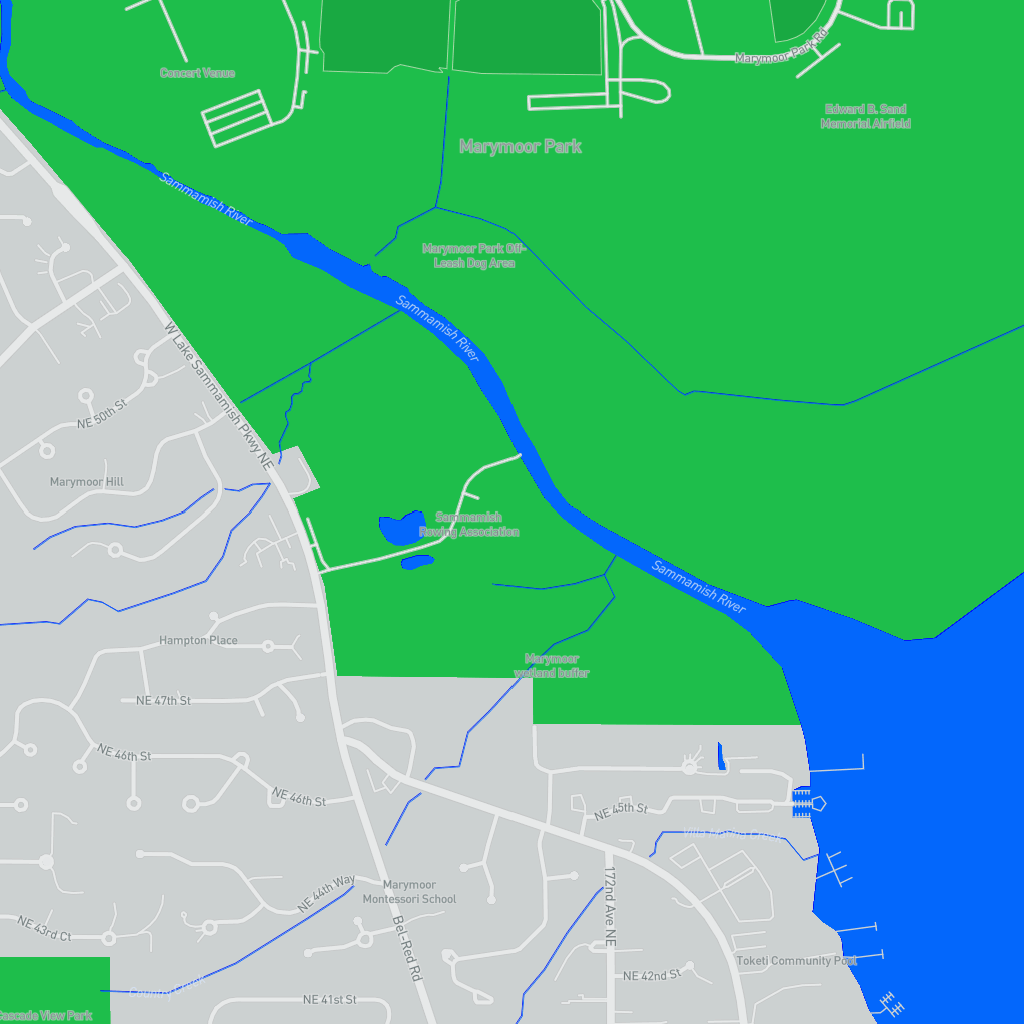 Marymoor Park Rd
Concert Venue
Edward B. Sand
Memorial Airfield
Marymoor Park
Sammamish River
Marymoor Park Off-
Leash Dog Area
Sammamish River
W Lake Sammamish Pkwy NE
NE 50th St
Marymoor Hill
Sammamish
Rowing Association
Sammamish River
Hampton Place
Marymoor
wetland buffer
NE 47th St
NE 46th St
NE 46th St
NE 45th St
172nd Ave NE
Marymoor
Montessori School
NE 44th Way
NE 43rd Ct
Bel-Red Rd
Toketi Community Pool
NE 42nd St
NE 41st St
Cascade View Park